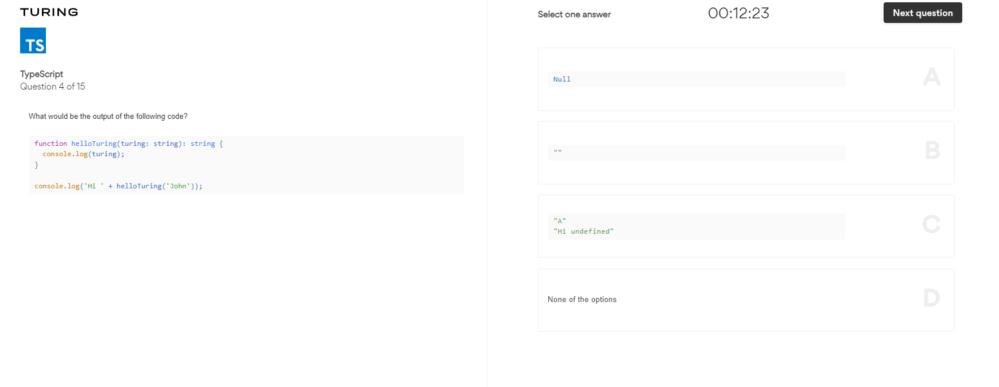 TURING
TS
TypeScript
Question 4 of 15
What would be the output of the following code?
function helloTuring(turing: string): string {
  console.log(turing);
}
console.log('Hi ' + helloTuring('John'));
Select one answer
00:12:23
Next question
Null
A
""
B
"A"
"Hi undefined"
C
None of the options
D